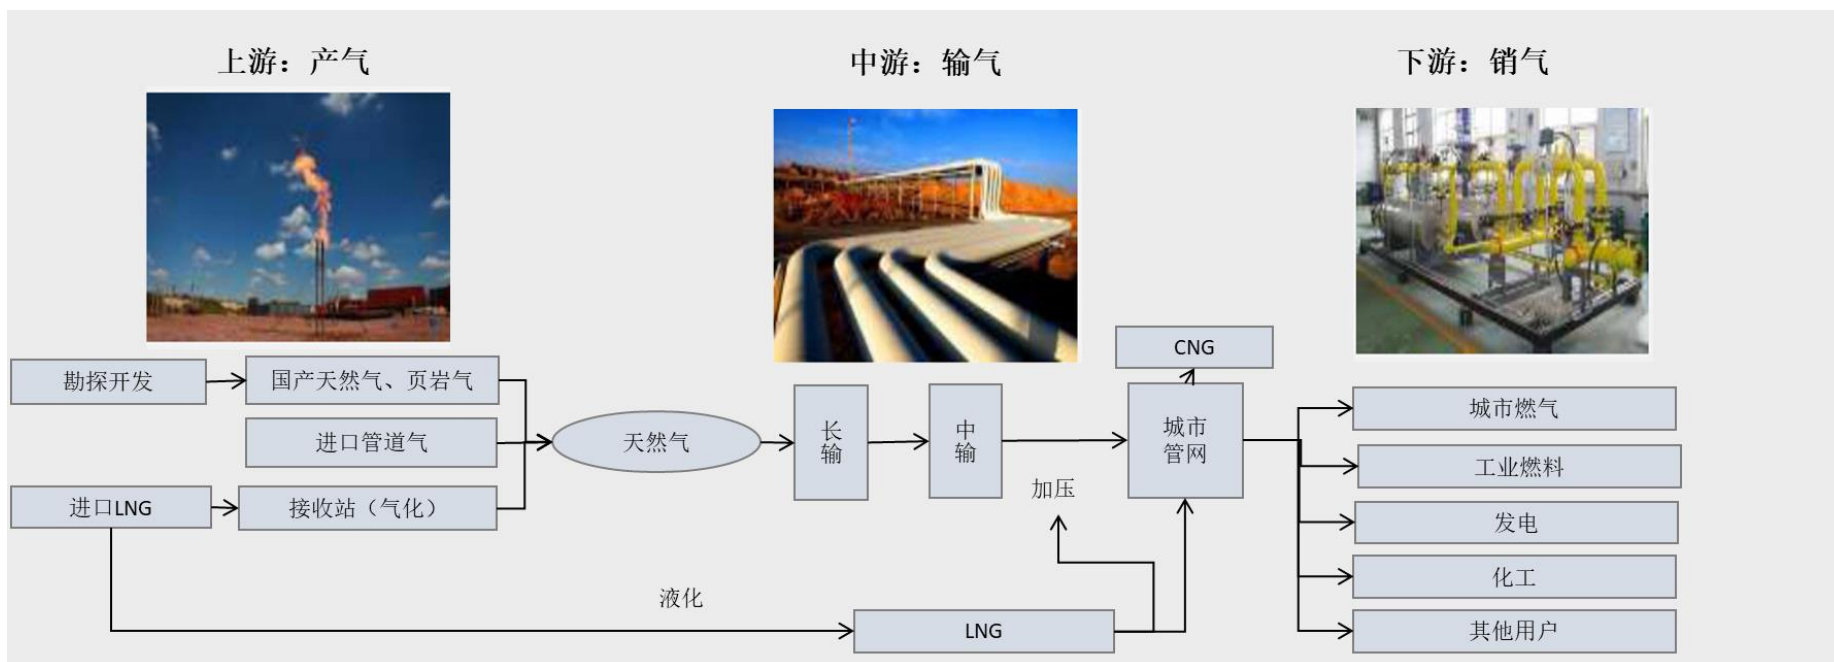 上游：产气
中游：输气
下游：销气
CNG
勘探开发
国产天然气、页岩气
城市燃气
进口管道气
天然气
长
输
中
输
城市
管网
工业燃料
加压
进口LNG
接收站（气化）
发电
化工
液化
LNG
其他用户